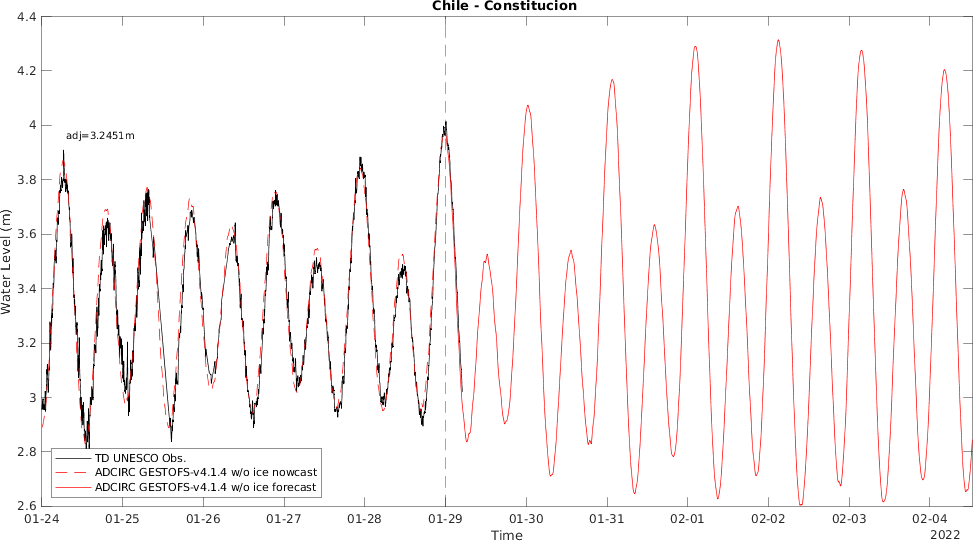 Chile - Constitucion
4.4
4.2
4
3.8
3.6
3.4
3.2
3
2.8
2.6
Water Level (m)
adj=3.2451m
TD UNESCO Obs.
ADCIRC GESTOFS-v4.1.4 w/o ice nowcast
ADCIRC GESTOFS-v4.1.4 w/o ice forecast
01-24 01-25 01-26 01-27 01-28 01-29 01-30 01-31 02-01 02-02 02-03 02-04
2022
Time